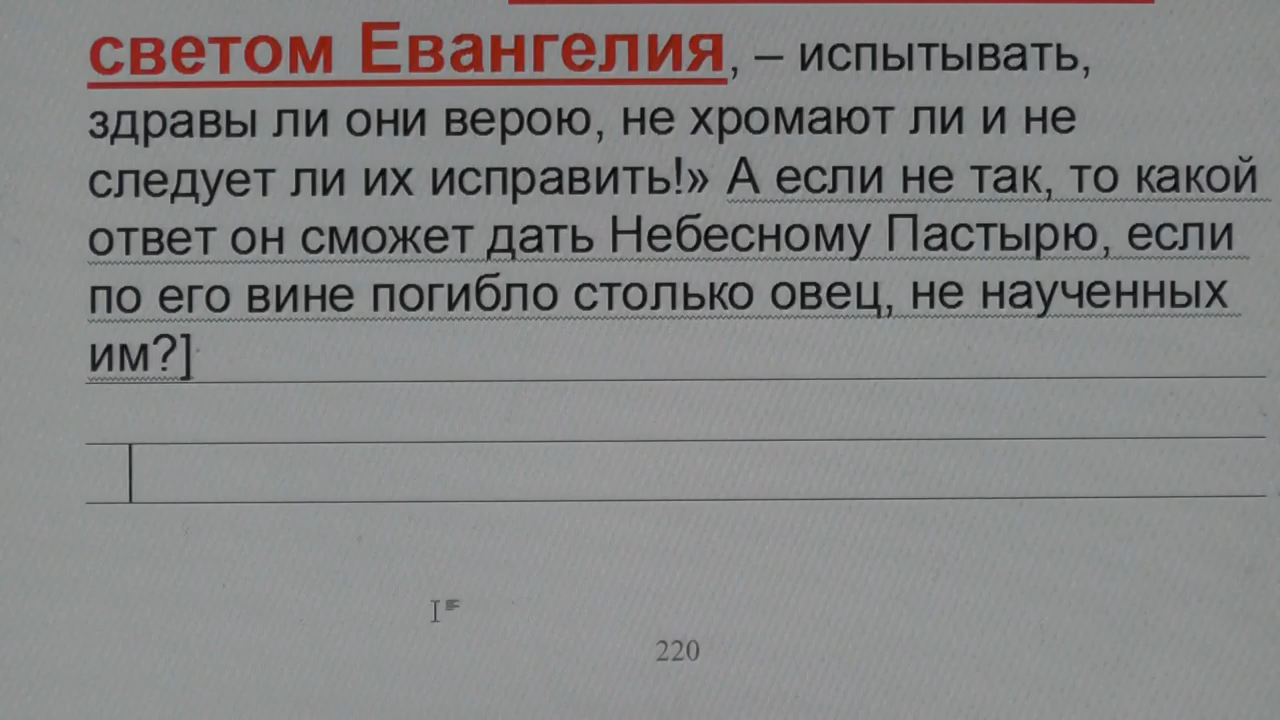 светом Евангелия, – испытывать,
здравы ли они верою, не хромают ли и не
следует ли их исправить!» А если не так, то какой
ответ он сможет дать Небесному Пастырю, если
по его вине погибло столько овец, не наученных
им?]
220